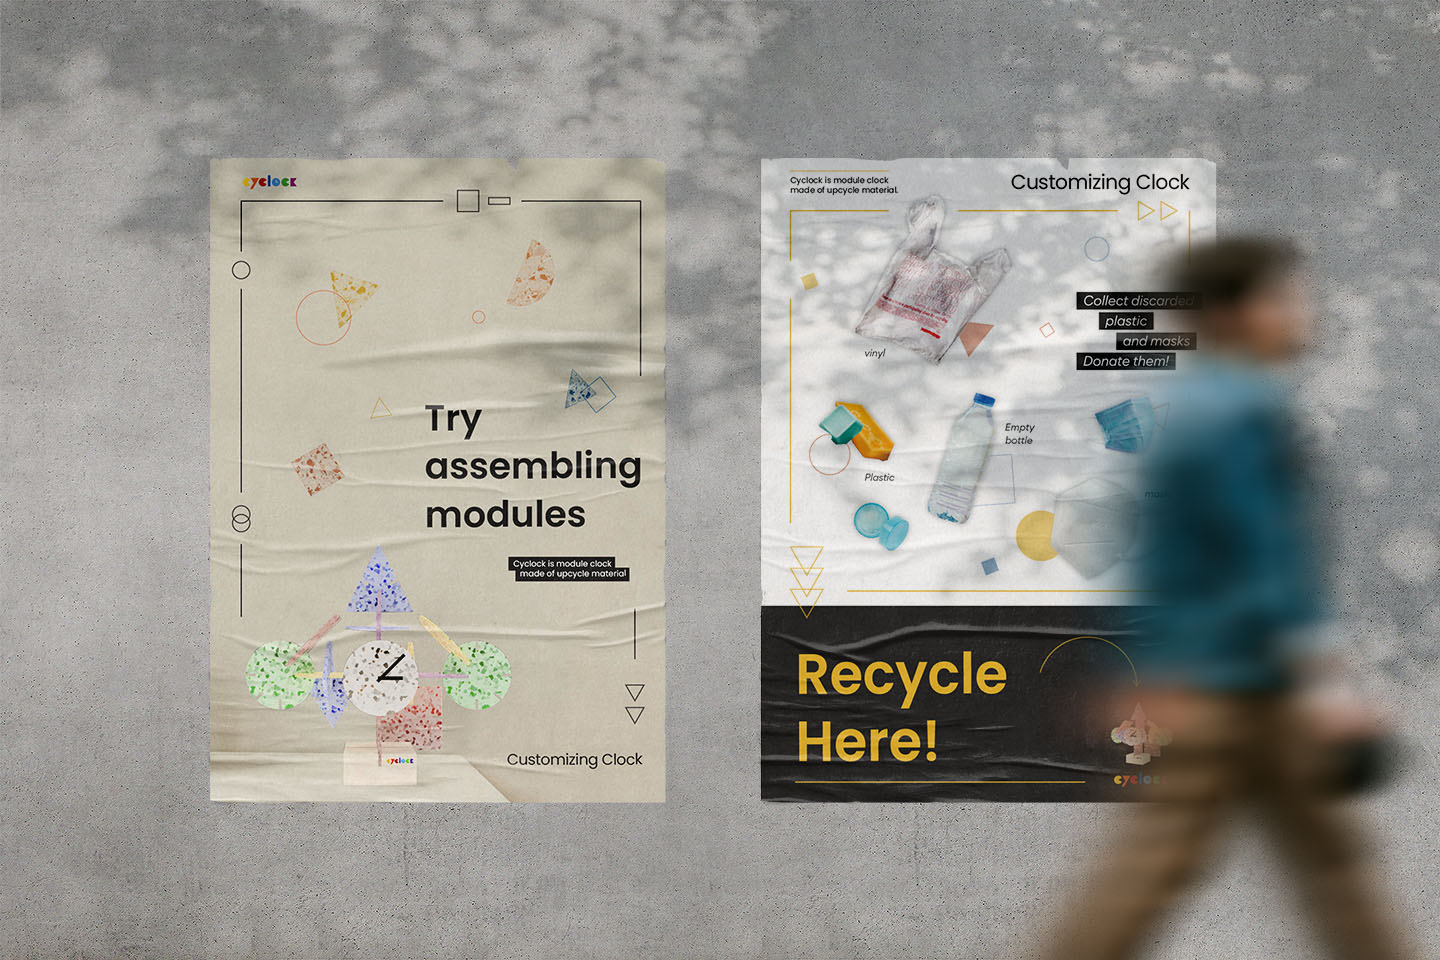 cyclock
Try
assembling
modules
Cyclock is module clock
made of upcycle material
cyclock
Customizing Clock
Cyclock is module clock
made of upcycle material.
Customizing Clock
Collect discarded
plastic
and masks
Donate them!
vinyl
Empty
bottle
Plastic
Recycle
Here!
cyclock